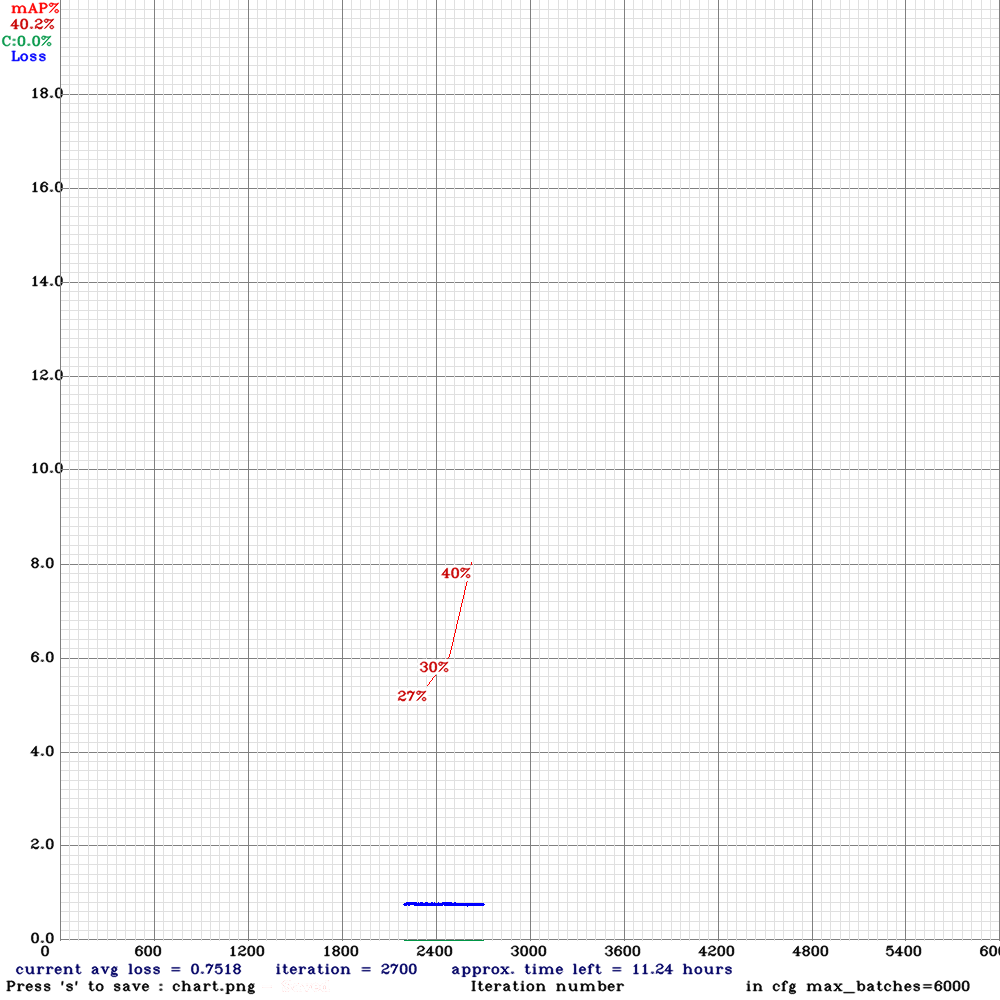 mAP%
40.2%
C:0.0%
Loss
18.0
16.0
14.0
12.0
10.0
8.0
40%
6.0
30%
27%
4.0
2.0
0.0
0 600 1200 1800 2400 3000 3600 4200 4800 5400 600
current avg loss = 0.7518 iteration = 2700 approx. time left = 11.24 hours
Press 's' to save : chart.png Iteration number in cfg max_batches=6000